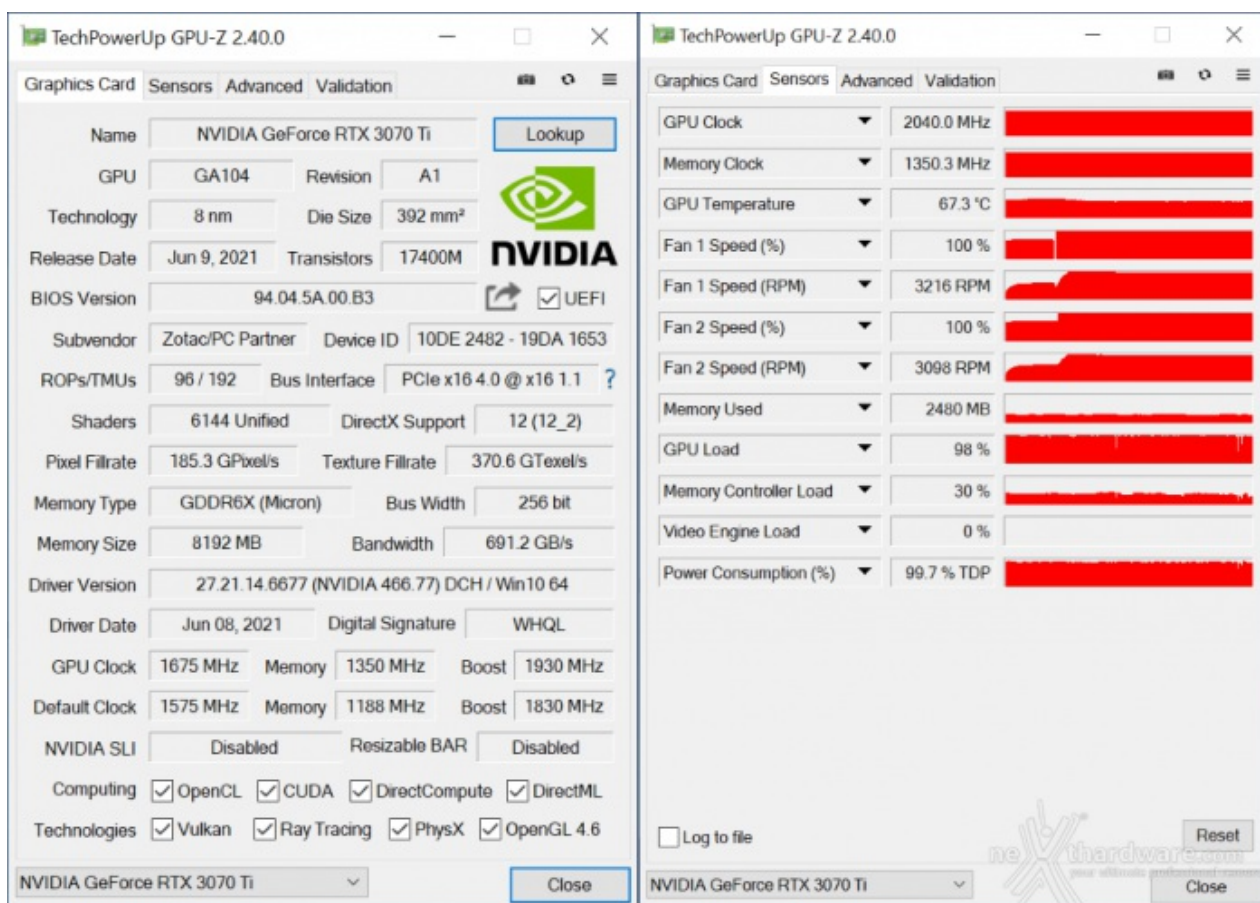 TechPowerUp GPU-Z 2.40.0
Graphics Card Sensors Advanced Validation
Name NVIDIA GeForce RTX 3070 Ti Lookup
GPU GA104 Revision A1
Technology 8 nm Die Size 392 mm²
NVIDIA
Release Date Jun 9, 2021 Transistors 17400M
BIOS Version 94.04.5A.00.B3 UEFI
Subvendor Zotac/PC Partner Device ID 10DE 2482 - 19DA 1653
ROPs/TMUs 96 / 192 Bus Interface PCIe x16 4.0 @ x16 1.1 ?
Shaders 6144 Unified DirectX Support 12 (12_2)
Pixel Fillrate 185.3 GPixel/s Texture Fillrate 370.6 GTexel/s
Memory Type GDDR6X (Micron) Bus Width 256 bit
Memory Size 8192 MB Bandwidth 691.2 GB/s
Driver Version 27.21.14.6677 (NVIDIA 466.77) DCH / Win10 64
Driver Date Jun 08, 2021 Digital Signature WHQL
GPU Clock 1675 MHz Memory 1350 MHz Boost 1930 MHz
Default Clock 1575 MHz Memory 1188 MHz Boost 1830 MHz
NVIDIA SLI Disabled Resizable BAR Disabled
Computing OpenCL CUDA DirectCompute DirectML
Technologies Vulkan Ray Tracing PhysX OpenGL 4.6
NVIDIA GeForce RTX 3070 Ti Close
TechPowerUp GPU-Z 2.40.0
Graphics Card Sensors Advanced Validation
GPU Clock 2040.0 MHz
Memory Clock 1350.3 MHz
GPU Temperature 67.3 °C
Fan 1 Speed (%) 100 %
Fan 1 Speed (RPM) 3216 RPM
Fan 2 Speed (%) 100 %
Fan 2 Speed (RPM) 3098 RPM
Memory Used 2480 MB
GPU Load 98 %
Memory Controller Load 30 %
Video Engine Load 0 %
Power Consumption (%) 99.7 % TDP
Log to file Reset
neXthardware.com
your ultimate professional resource
NVIDIA GeForce RTX 3070 Ti Close